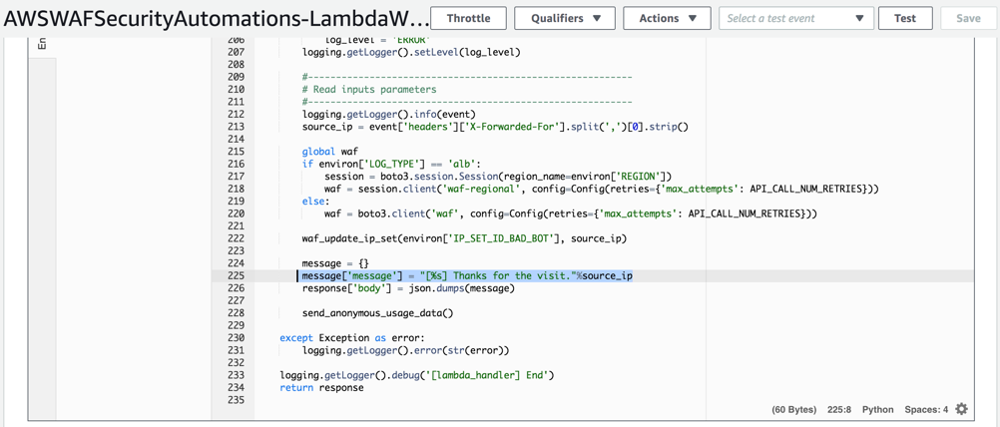 AWSWAFSecurityAutomations-LambdaW... Throttle Qualifiers Actions Select a test event Test Save
En
206 log_level = 'ERROR'
207 logging.getLogger().setLevel(log_level)
208
209 #----------------------------------------------------------
210 # Read inputs parameters
211 #----------------------------------------------------------
212 logging.getLogger().info(event)
213 source_ip = event['headers']['X-Forwarded-For'].split(',')[0].strip()
214
215 global waf
216 if environ['LOG_TYPE'] == 'alb':
217 session = boto3.session.Session(region_name=environ['REGION'])
218 waf = session.client('waf-regional', config=Config(retries={'max_attempts': API_CALL_NUM_RETRIES}))
219 else:
220 waf = boto3.client('waf', config=Config(retries={'max_attempts': API_CALL_NUM_RETRIES}))
221
222 waf_update_ip_set(environ['IP_SET_ID_BAD_BOT'], source_ip)
223
224 message = {}
225 message['message'] = "[%s] Thanks for the visit."%source_ip
226 response['body'] = json.dumps(message)
227
228 send_anonymous_usage_data()
229
230 except Exception as error:
231 logging.getLogger().error(str(error))
232
233 logging.getLogger().debug('[lambda_handler] End')
234 return response
235
(60 Bytes) 225:8 Python Spaces: 4